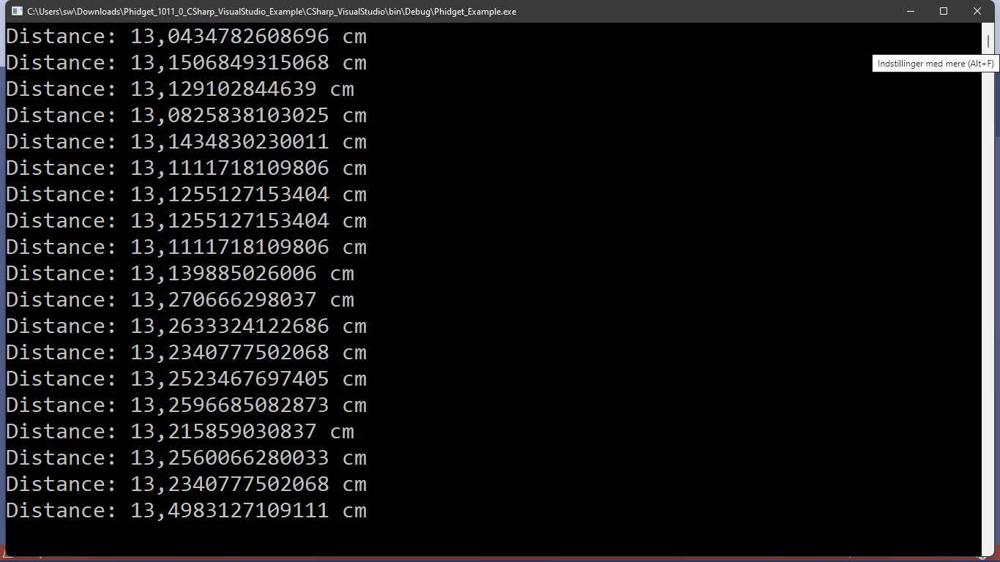 C:\Users\sw\Downloads\Phidget_1011_0_CSharp_VisualStudio_Example\CSharp_VisualStudio\bin\Debug\Phidget_Example.exe
Distance: 13,0434782608696 cm
Distance: 13,1506849315068 cm
Indstillinger med mere (Alt+F)
Distance: 13,129102844639 cm
Distance: 13,0825838103025 cm
Distance: 13,1434830230011 cm
Distance: 13,1111718109806 cm
Distance: 13,1255127153404 cm
Distance: 13,1255127153404 cm
Distance: 13,1111718109806 cm
Distance: 13,139885026006 cm
Distance: 13,270666298037 cm
Distance: 13,2633324122686 cm
Distance: 13,2340777502068 cm
Distance: 13,2523467697405 cm
Distance: 13,2596685082873 cm
Distance: 13,215859030837 cm
Distance: 13,2560066280033 cm
Distance: 13,2340777502068 cm
Distance: 13,4983127109111 cm